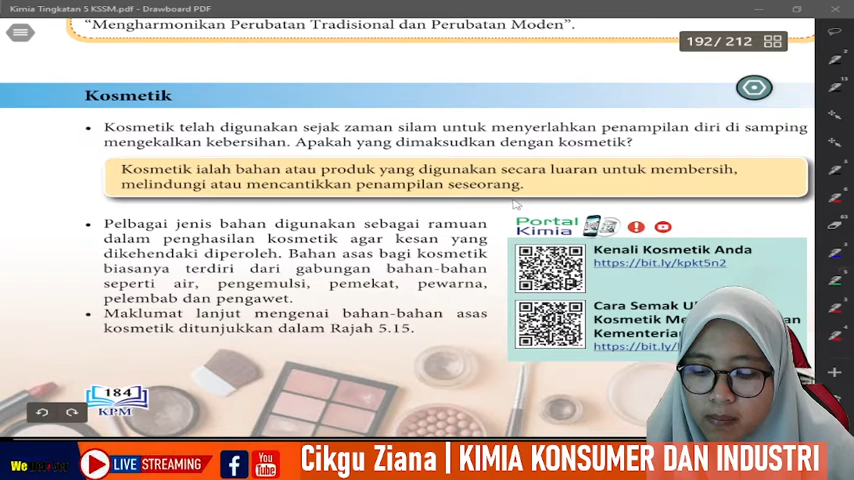 Kimia Tingkatan 5 KSSM.pdf - Drawboard PDF
"Mengharmonikan Perubatan Tradisional dan Perubatan Moden".
192/ 212
Kosmetik
• Kosmetik telah digunakan sejak zaman silam untuk menyerlahkan penampilan diri di samping
mengekalkan kebersihan. Apakah yang dimaksudkan dengan kosmetik?
Kosmetik ialah bahan atau produk yang digunakan secara luaran untuk membersih,
melindungi atau mencantikkan penampilan seseorang.
• Pelbagai jenis bahan digunakan sebagai ramuan
dalam penghasilan kosmetik agar kesan yang
dikehendaki diperoleh. Bahan asas bagi kosmetik
biasanya terdiri dari gabungan bahan-bahan
seperti air, pengemulsi, pemekat, pewarna,
pelembab dan pengawet.
• Maklumat lanjut mengenai bahan-bahan asas
kosmetik ditunjukkan dalam Rajah 5.15.
Portal
Kimia
Kenali Kosmetik Anda
https://bit.ly/kpkt5n2
Cara Semak
Kosmetik
Kementerian
https://bit.ly/
184
KPM
LIVE STREAMING
You
Tube
Cikgu Ziana | KIMIA KONSUMER DAN INDUSTRI